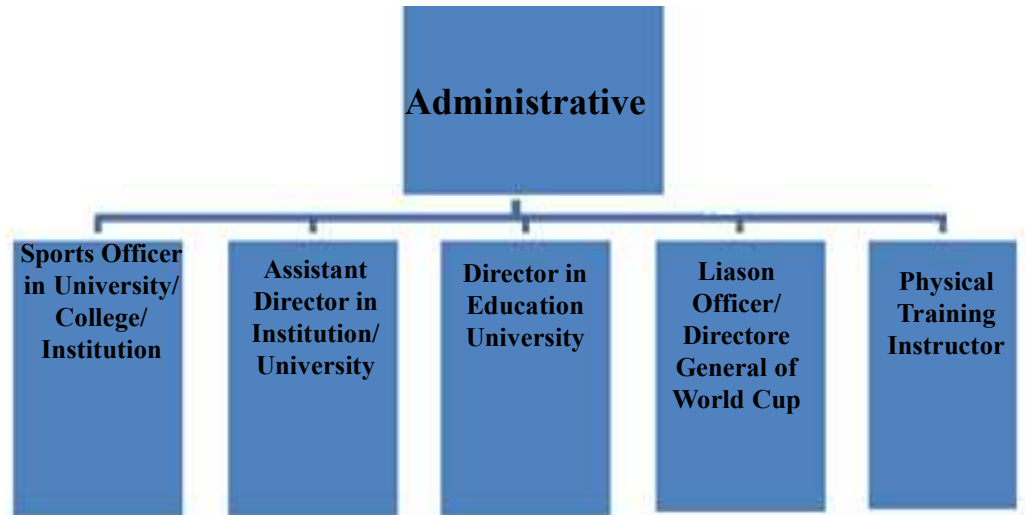 Administrative
Sports Officer
in University/
College/
Institution
Assistant
Director in
Institution/
University
Director in
Education
University
Liason
Officer/
Directore
General of
World Cup
Physical
Training
Instructor